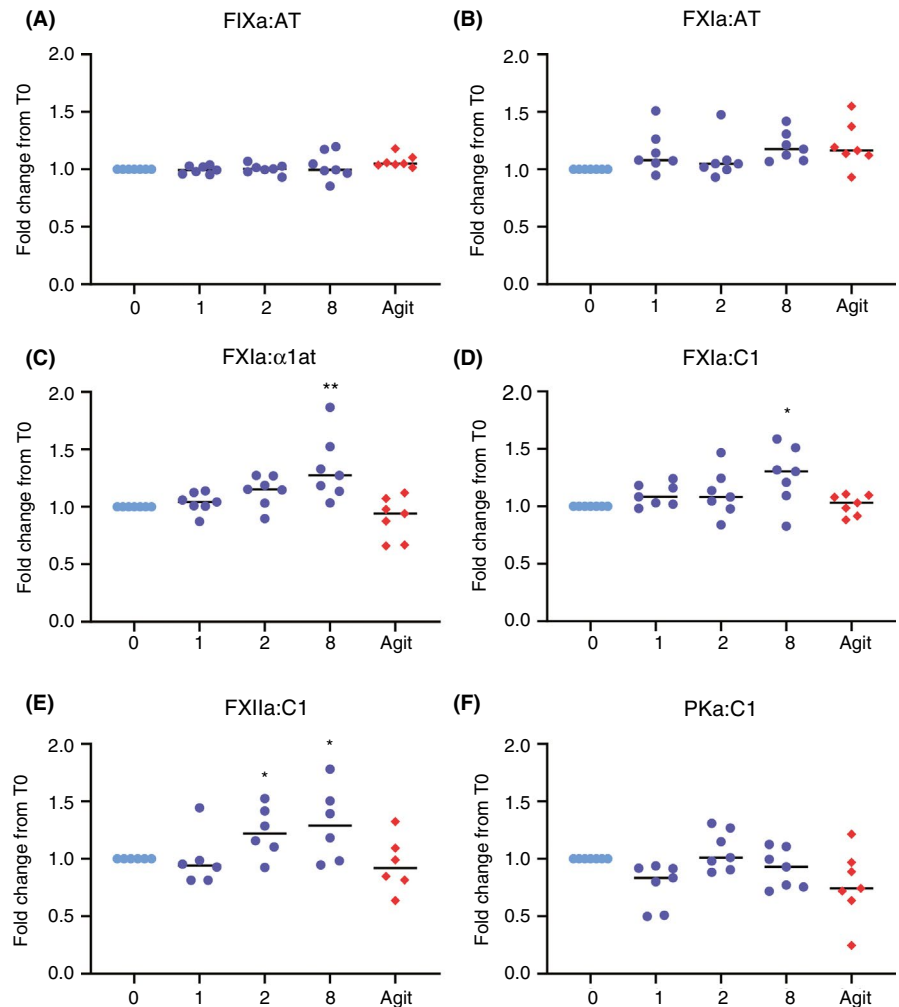 (A) FIXa:AT
Fold change from T0
2.0
1.5
1.0
0.5
0.0
0 1 2 8 Agit
(B) FXIa:AT
Fold change from T0
2.0
1.5
1.0
0.5
0.0
0 1 2 8 Agit
(C) FXIa:α1at
Fold change from T0
2.0
1.5
1.0
0.5
0.0
**
0 1 2 8 Agit
(D) FXIa:C1
Fold change from T0
2.0
1.5
1.0
0.5
0.0
*
0 1 2 8 Agit
(E) FXIIa:C1
Fold change from T0
2.0
1.5
1.0
0.5
0.0
* *
0 1 2 8 Agit
(F) PKa:C1
Fold change from T0
2.0
1.5
1.0
0.5
0.0
0 1 2 8 Agit